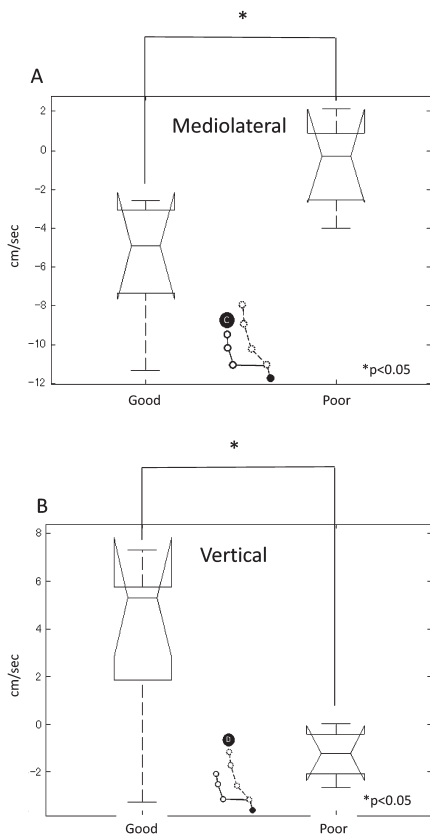 *
A
Mediolateral
2
0
−2
−4
−6
−8
−10
−12
cm/sec
C
*p<0.05
Good Poor
*
B
Vertical
8
6
4
2
0
−2
cm/sec
D
*p<0.05
Good Poor